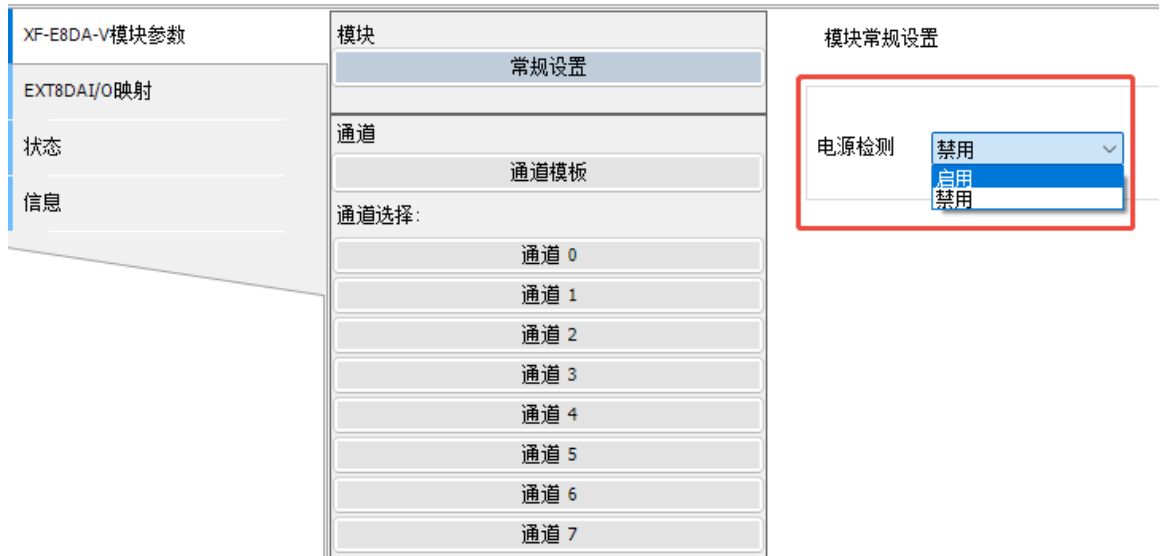 XF-E8DA-V模块参数
EXT8DAI/O映射
状态
信息
模块
常规设置
通道
通道模板
通道选择:
通道 0
通道 1
通道 2
通道 3
通道 4
通道 5
通道 6
通道 7
模块常规设置
电源检测 禁用
启用
禁用